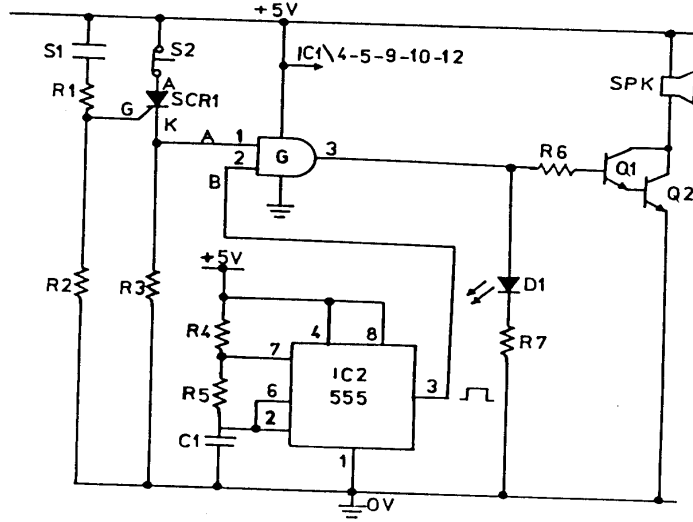 +5V
S1
S2
IC1\4-5-9-10-12
R1
A
SCR1
SPK
G
K
A
1
2
G
3
R6
Q1
Q2
B
+5V
R2
R3
D1
R4
4
8
R7
7
IC2
555
R5
6
3
2
C1
1
0V